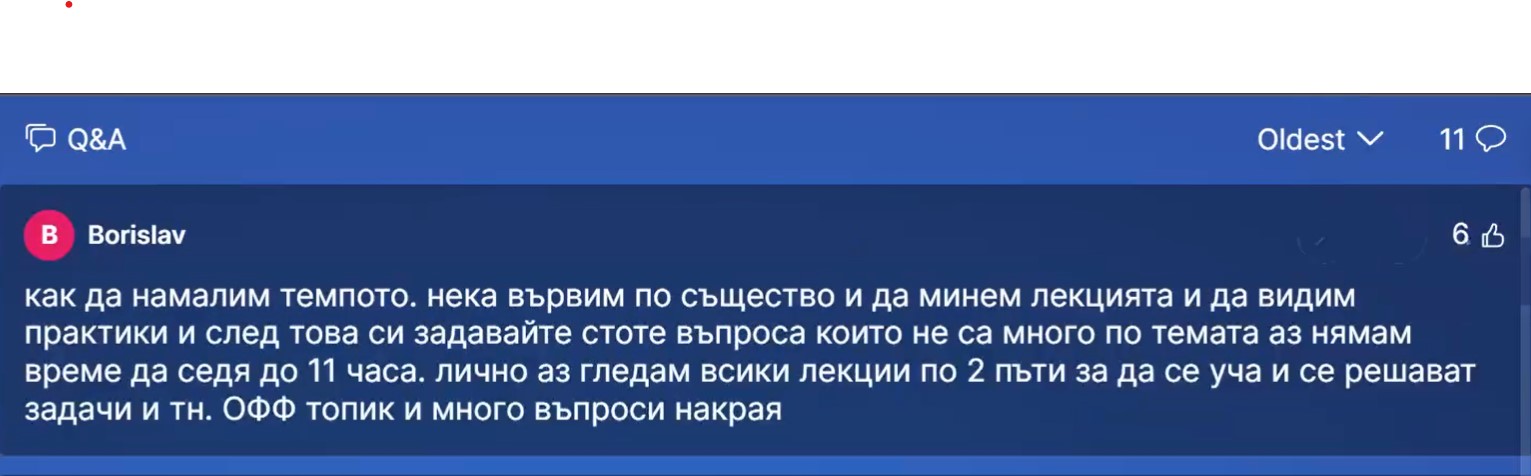 Q&A
Oldest
11
B
Borislav
6
как да намалим темпото. нека вървим по същество и да минем лекцията и да видим
практики и след това си задавайте стоте въпроса които не са много по темата аз нямам
време да седя до 11 часа. лично аз гледам всики лекции по 2 пъти за да се уча и се решават
задачи и тн. ОФФ топик и много въпроси накрая